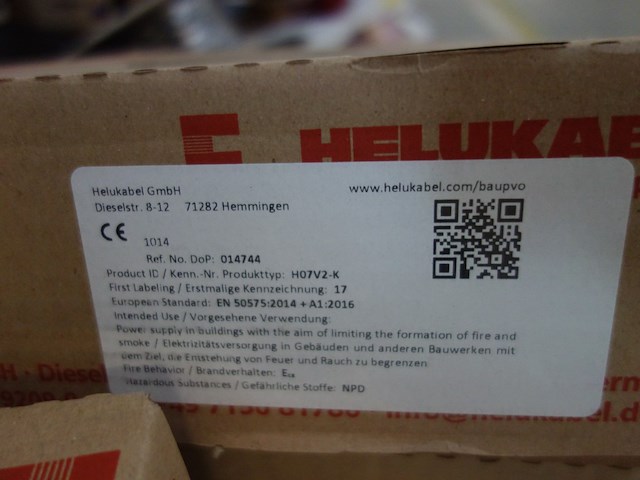 HELUKABE
Helukabel GmbH
www.helukabel.com/baupvo
Dieselstr. 8-12 71282 Hemmingen
CE 1014
Ref. No. DoP: 014744
Product ID / Kenn.-Nr. Produkttyp: H07V2-K
First Labeling / Erstmalige Kennzeichnung: 17
European Standard: EN 50575:2014 + A1:2016
Intended Use / Vorgesehene Verwendung:
Power supply in buildings with the aim of limiting the formation of fire and
smoke / Elektrizitätsversorgung in Gebäuden und anderen Bauwerken mit
dem Ziel, die Entstehung von Feuer und Rauch zu begrenzen
Fire Behavior / Brandverhalten: Eca
Hazardous Substances / Gefährliche Stoffe: NPD
H · Diesel
info@helukabel.d